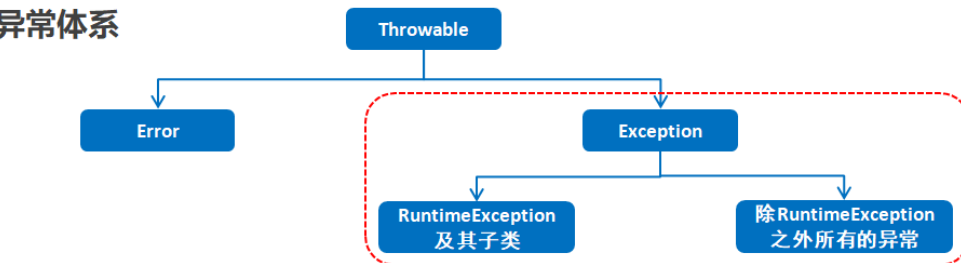 异常体系
Throwable
Error
Exception
RuntimeException
及其子类
除RuntimeException
之外所有的异常